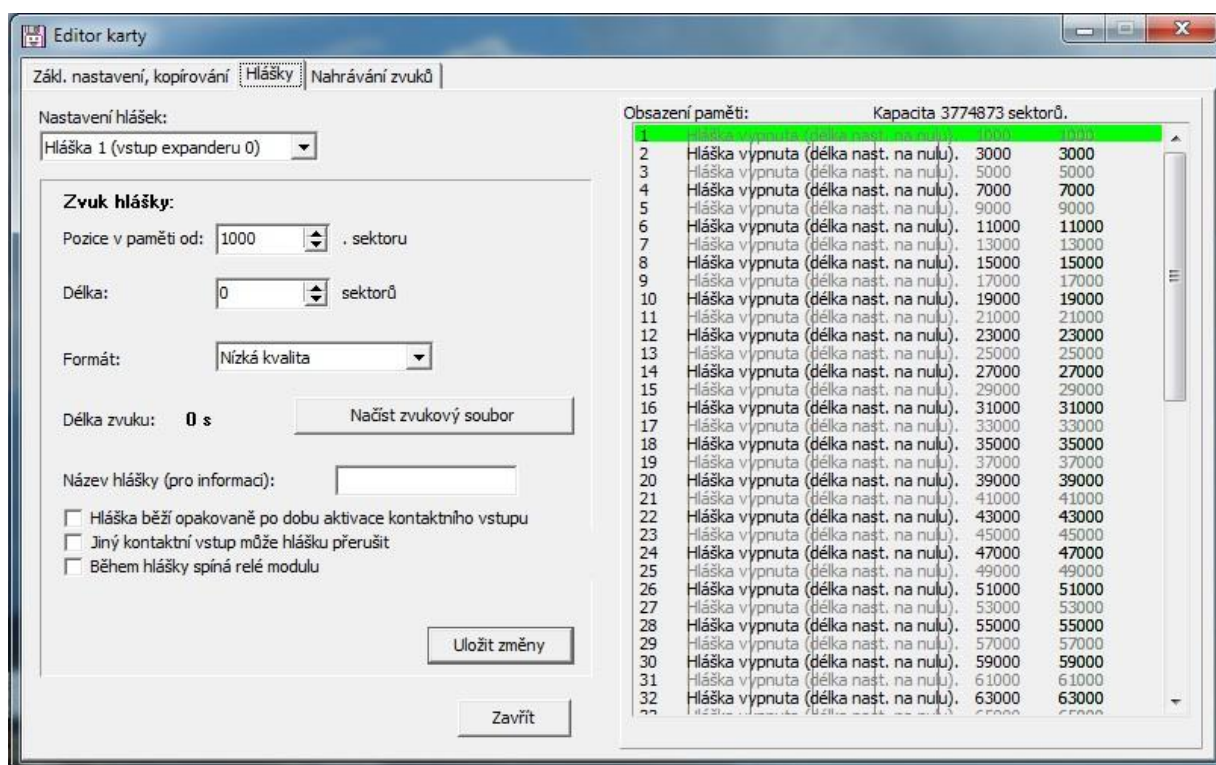 Editor karty
Zákl. nastavení, kopírování Hlášky Nahrávání zvuků
Nastavení hlášek:
Hláška 1 (vstup expanderu 0)
Zvuk hlášky:
Pozice v paměti od: 1000 . sektoru
Délka: 0 sektorů
Formát: Nízká kvalita
Délka zvuku: 0 s Načíst zvukový soubor
Název hlášky (pro informaci):
Hláška běží opakovaně po dobu aktivace kontaktního vstupu
Jiný kontaktní vstup může hlášku přerušit
Během hlášky spíná relé modulu
Uložit změny
Zavřít
Obsazení paměti: Kapacita 3774873 sektorů.
1 Hláška vypnuta (délka nast. na nulu). 1000 1000
2 Hláška vypnuta (délka nast. na nulu). 3000 3000
3 Hláška vypnuta (délka nast. na nulu). 5000 5000
4 Hláška vypnuta (délka nast. na nulu). 7000 7000
5 Hláška vypnuta (délka nast. na nulu). 9000 9000
6 Hláška vypnuta (délka nast. na nulu). 11000 11000
7 Hláška vypnuta (délka nast. na nulu). 13000 13000
8 Hláška vypnuta (délka nast. na nulu). 15000 15000
9 Hláška vypnuta (délka nast. na nulu). 17000 17000
10 Hláška vypnuta (délka nast. na nulu). 19000 19000
11 Hláška vypnuta (délka nast. na nulu). 21000 21000
12 Hláška vypnuta (délka nast. na nulu). 23000 23000
13 Hláška vypnuta (délka nast. na nulu). 25000 25000
14 Hláška vypnuta (délka nast. na nulu). 27000 27000
15 Hláška vypnuta (délka nast. na nulu). 29000 29000
16 Hláška vypnuta (délka nast. na nulu). 31000 31000
17 Hláška vypnuta (délka nast. na nulu). 33000 33000
18 Hláška vypnuta (délka nast. na nulu). 35000 35000
19 Hláška vypnuta (délka nast. na nulu). 37000 37000
20 Hláška vypnuta (délka nast. na nulu). 39000 39000
21 Hláška vypnuta (délka nast. na nulu). 41000 41000
22 Hláška vypnuta (délka nast. na nulu). 43000 43000
23 Hláška vypnuta (délka nast. na nulu). 45000 45000
24 Hláška vypnuta (délka nast. na nulu). 47000 47000
25 Hláška vypnuta (délka nast. na nulu). 49000 49000
26 Hláška vypnuta (délka nast. na nulu). 51000 51000
27 Hláška vypnuta (délka nast. na nulu). 53000 53000
28 Hláška vypnuta (délka nast. na nulu). 55000 55000
29 Hláška vypnuta (délka nast. na nulu). 57000 57000
30 Hláška vypnuta (délka nast. na nulu). 59000 59000
31 Hláška vypnuta (délka nast. na nulu). 61000 61000
32 Hláška vypnuta (délka nast. na nulu). 63000 63000